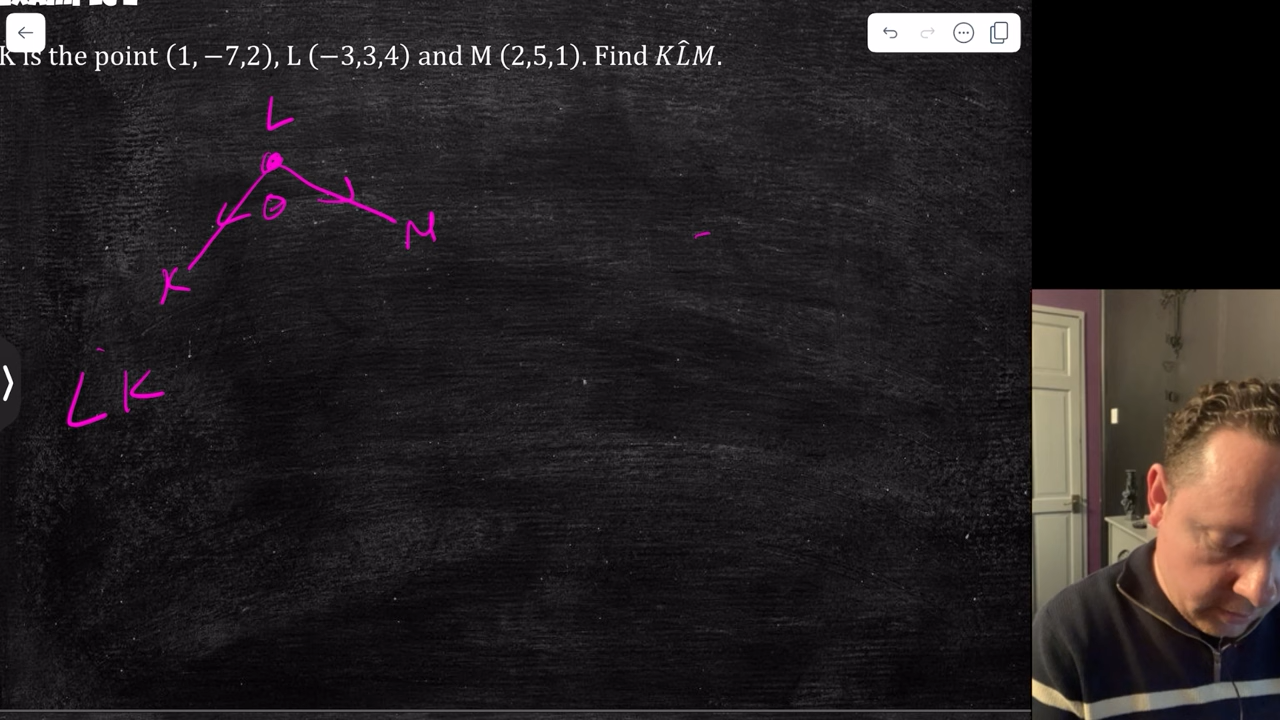 K is the point (1, −7,2), L (−3,3,4) and M (2,5,1). Find KL̂M.
L
θ
M
K
LK